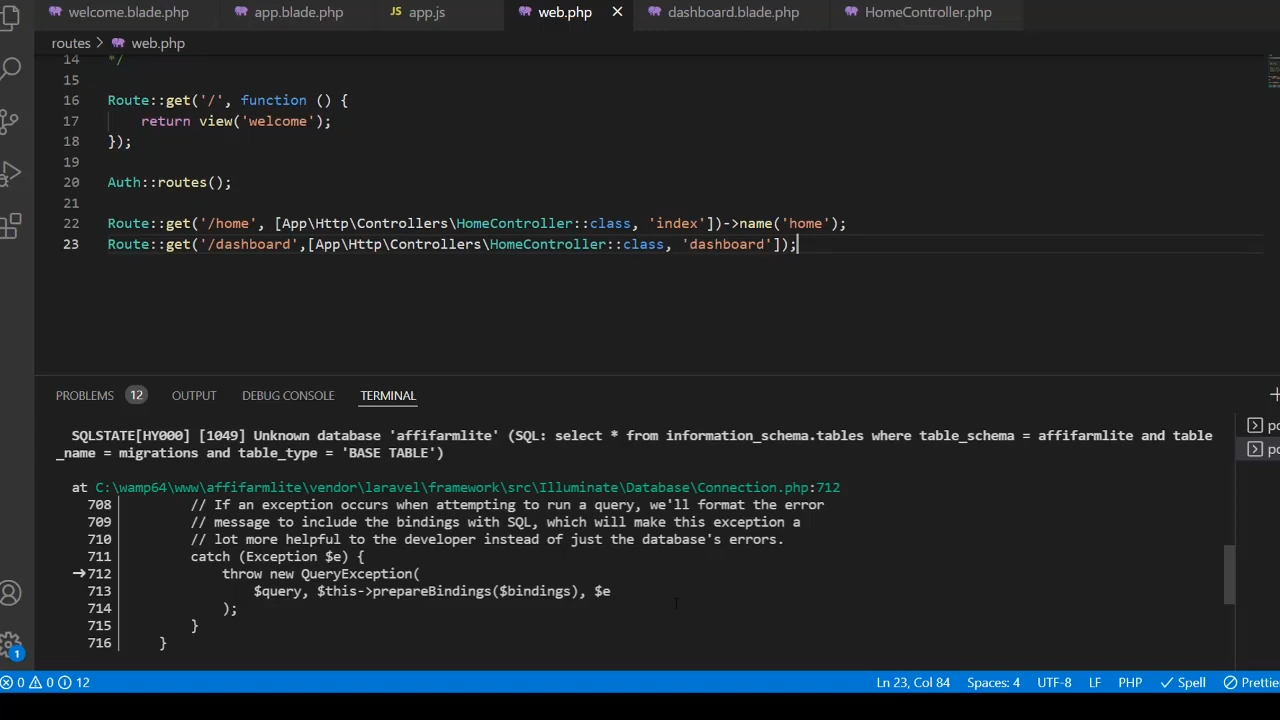 welcome.blade.php app.blade.php JS app.js web.php × dashboard.blade.php HomeController.php
routes > web.php
14 */
15
16 Route::get('/', function () {
17 return view('welcome');
18 });
19
20 Auth::routes();
21
22 Route::get('/home', [App\Http\Controllers\HomeController::class, 'index'])->name('home');
23 Route::get('/dashboard',[App\Http\Controllers\HomeController::class, 'dashboard']);
PROBLEMS 12 OUTPUT DEBUG CONSOLE TERMINAL
SQLSTATE[HY000] [1049] Unknown database 'affifarmlite' (SQL: select * from information_schema.tables where table_schema = affifarmlite and table
_name = migrations and table_type = 'BASE TABLE')
at C:\wamp64\www\affifarmlite\vendor\laravel\framework\src\Illuminate\Database\Connection.php:712
708 // If an exception occurs when attempting to run a query, we'll format the error
709 // message to include the bindings with SQL, which will make this exception a
710 // lot more helpful to the developer instead of just the database's errors.
711 catch (Exception $e) {
➜712 throw new QueryException(
713 $query, $this->prepareBindings($bindings), $e
714 );
715 }
716 }
po
po
1
0 0 12 Ln 23, Col 84 Spaces: 4 UTF-8 LF PHP Spell Prettie